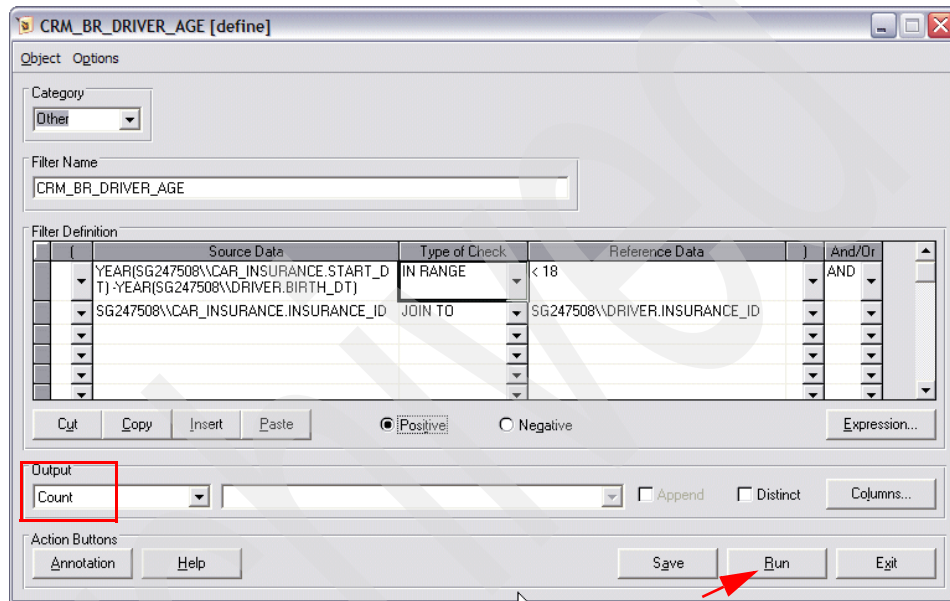 CRM_BR_DRIVER_AGE [define]
Object Options
Category
Other
Filter Name
CRM_BR_DRIVER_AGE
Filter Definition
( Source Data Type of Check Reference Data ) And/Or
YEAR(SG247508\\CAR_INSURANCE.START_D IN RANGE < 18 AND
T) -YEAR(SG247508\\DRIVER.BIRTH_DT)
SG247508\\CAR_INSURANCE.INSURANCE_ID JOIN TO SG247508\\DRIVER.INSURANCE_ID
Cut Copy Insert Paste Positive Negative Expression...
Output
Count Append Distinct Columns...
Action Buttons
Annotation Help Save Run Exit